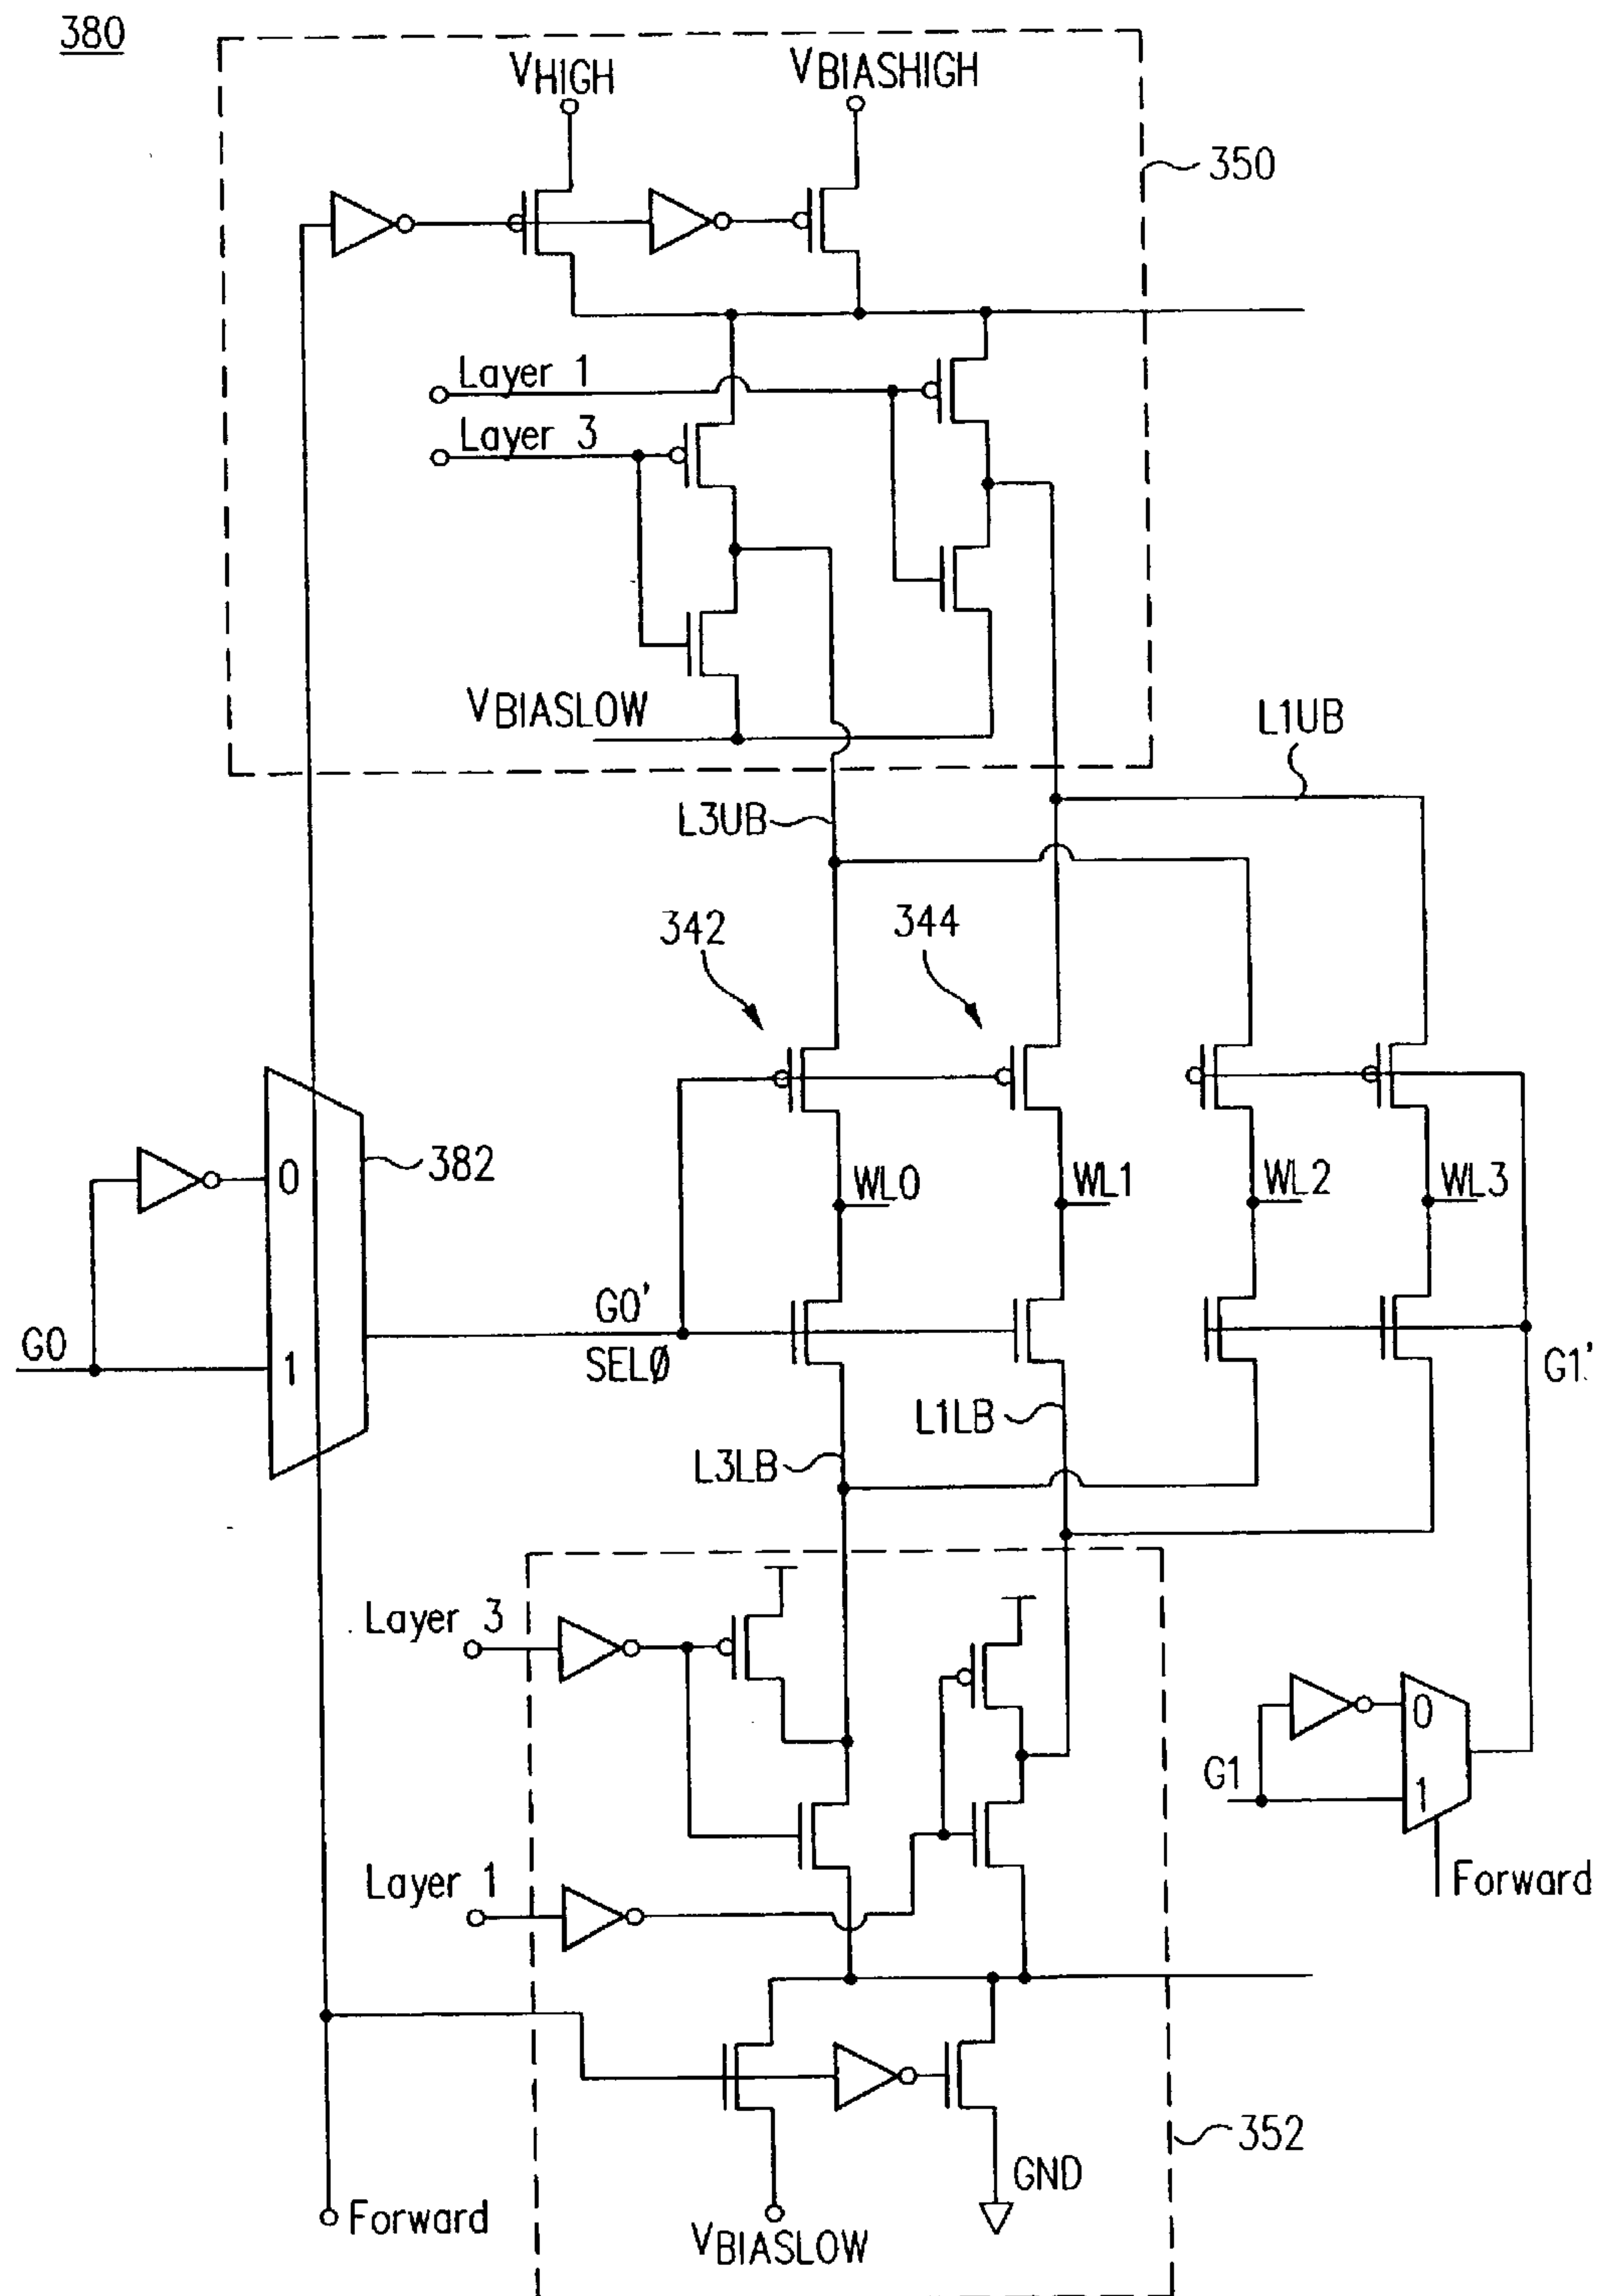 380
VHIGH
VBIASHIGH
350
Layer 1
Layer 3
VBIASLOW
L1UB
L3UB
342
344
382
0
WL0
WL1
WL2
WL3
G0
1
G0'
SELØ
G1'
L1LB
L3LB
Layer 3
0
G1
1
Layer 1
Forward
352
GND
Forward
VBIASLOW